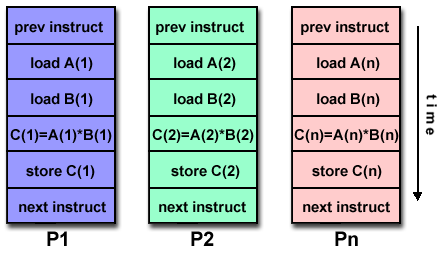 prev instruct
load A(1)
load B(1)
C(1)=A(1)*B(1)
store C(1)
next instruct
P1
prev instruct
load A(2)
load B(2)
C(2)=A(2)*B(2)
store C(2)
next instruct
P2
prev instruct
load A(n)
load B(n)
C(n)=A(n)*B(n)
store C(n)
next instruct
Pn
time